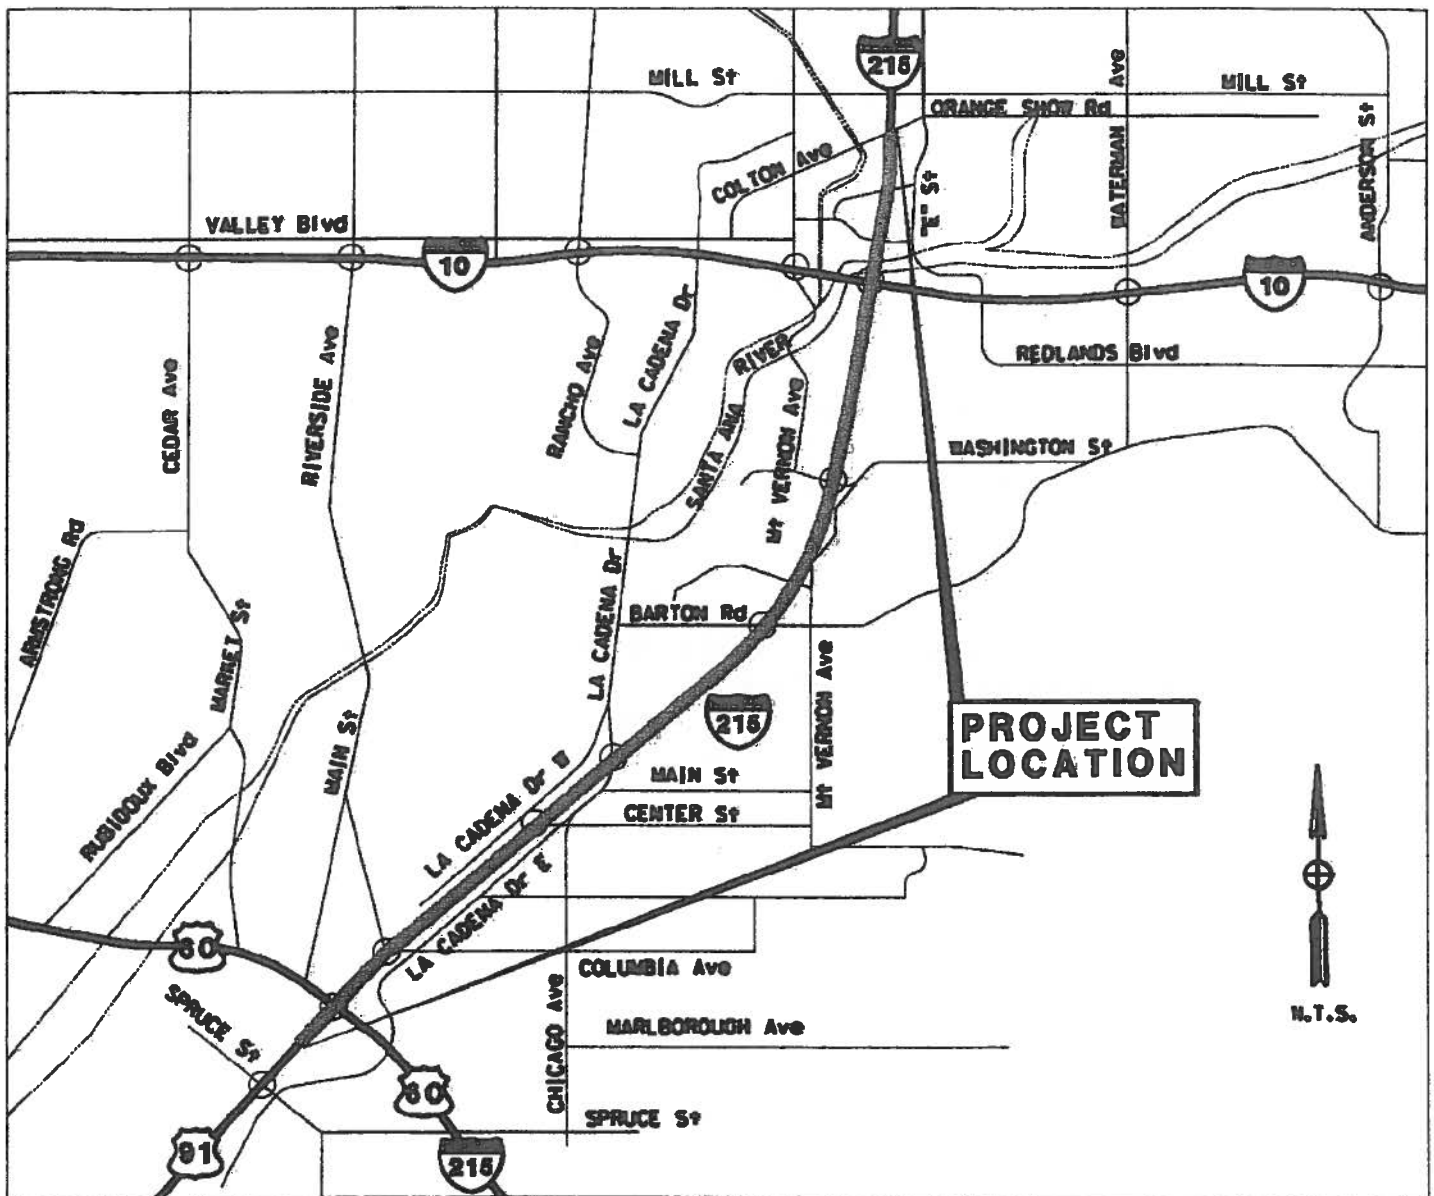 215
MILL St
MILL St
ORANGE SHOW Rd
WATERMAN Ave
ANDERSON St
COLTON Ave
"E" St
VALLEY Blvd
10
10
LA CADENA Dr
RANCHO Ave
RIVERSIDE Ave
CEDAR Ave
SANTA ANA RIVER
REDLANDS Blvd
Mt VERNON Ave
WASHINGTON St
ARMSTRONG Rd
MARKET St
LA CADENA Dr
BARTON Rd
Mt VERNON Ave
215
PROJECT
LOCATION
RUBIDOUX Blvd
MAIN St
LA CADENA Dr W
MAIN St
CENTER St
LA CADENA Dr E
60
COLUMBIA Ave
SPRUCE St
CHICAGO Ave
MARLBOROUGH Ave
N.T.S.
60
SPRUCE St
91
215